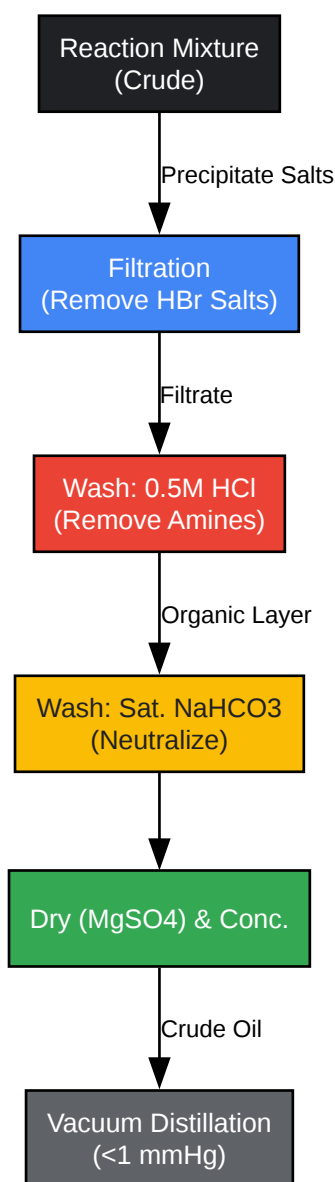 Reaction Mixture
(Crude)
Precipitate Salts
Filtration
(Remove HBr Salts)
Filtrate
Wash: 0.5M HCl
(Remove Amines)
Organic Layer
Wash: Sat. NaHCO3
(Neutralize)
Dry (MgSO4) & Conc.
Crude Oil
Vacuum Distillation
(<1 mmHg)